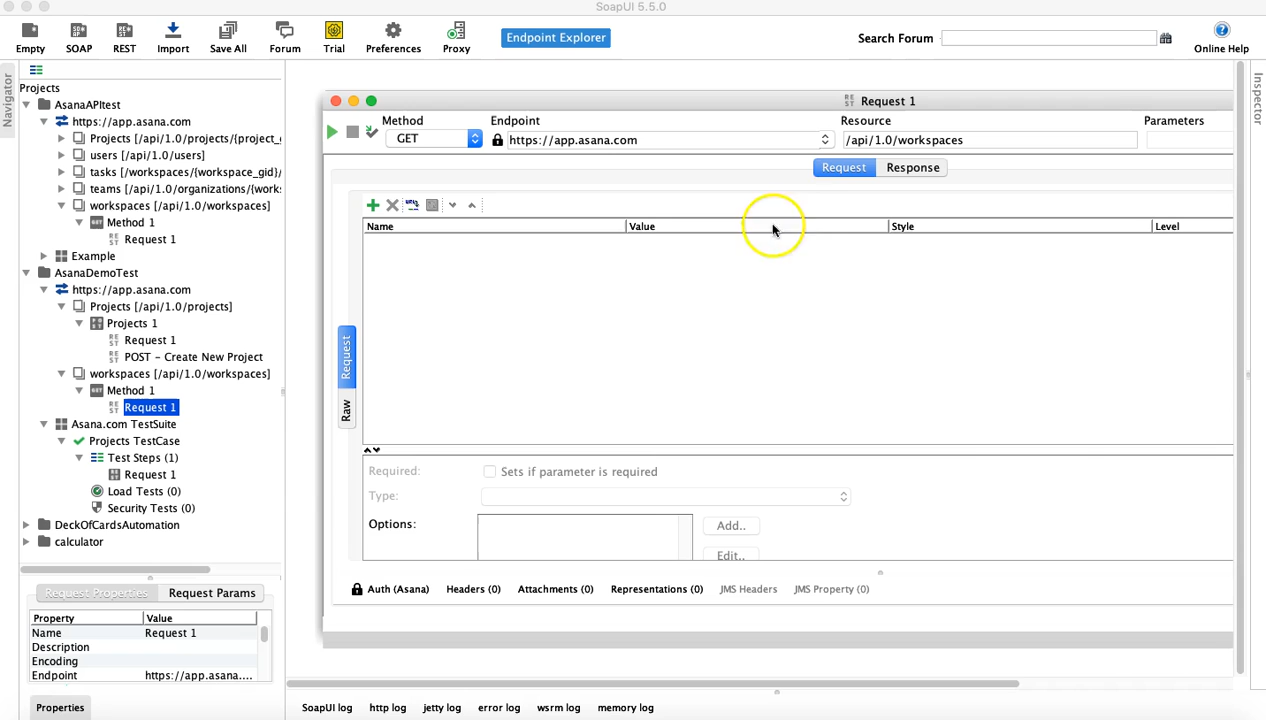 SoapUI 5.5.0
Empty SOAP REST Import Save All Forum Trial Preferences Proxy Endpoint Explorer Search Forum Online Help
Navigator
Projects
AsanaAPItest
https://app.asana.com
Projects [/api/1.0/projects/{project_g
users [/api/1.0/users]
tasks [/workspaces/{workspace_gid}/
teams [/api/1.0/organizations/{works
workspaces [/api/1.0/workspaces]
GET Method 1
REST Request 1
Example
AsanaDemoTest
https://app.asana.com
Projects [/api/1.0/projects]
Projects 1
REST Request 1
REST POST - Create New Project
workspaces [/api/1.0/workspaces]
GET Method 1
REST Request 1
Asana.com TestSuite
Projects TestCase
Test Steps (1)
Request 1
Load Tests (0)
Security Tests (0)
DeckOfCardsAutomation
calculator
Request Properties Request Params
Property Value
Name Request 1
Description
Encoding
Endpoint https://app.asana....
Properties
REST Request 1
Method Endpoint Resource Parameters
GET https://app.asana.com /api/1.0/workspaces
Request Response
Name Value Style Level
Request
Raw
Required: Sets if parameter is required
Type:
Options: Add..
Edit..
Auth (Asana) Headers (0) Attachments (0) Representations (0) JMS Headers JMS Property (0)
SoapUI log http log jetty log error log wsrm log memory log
Inspector